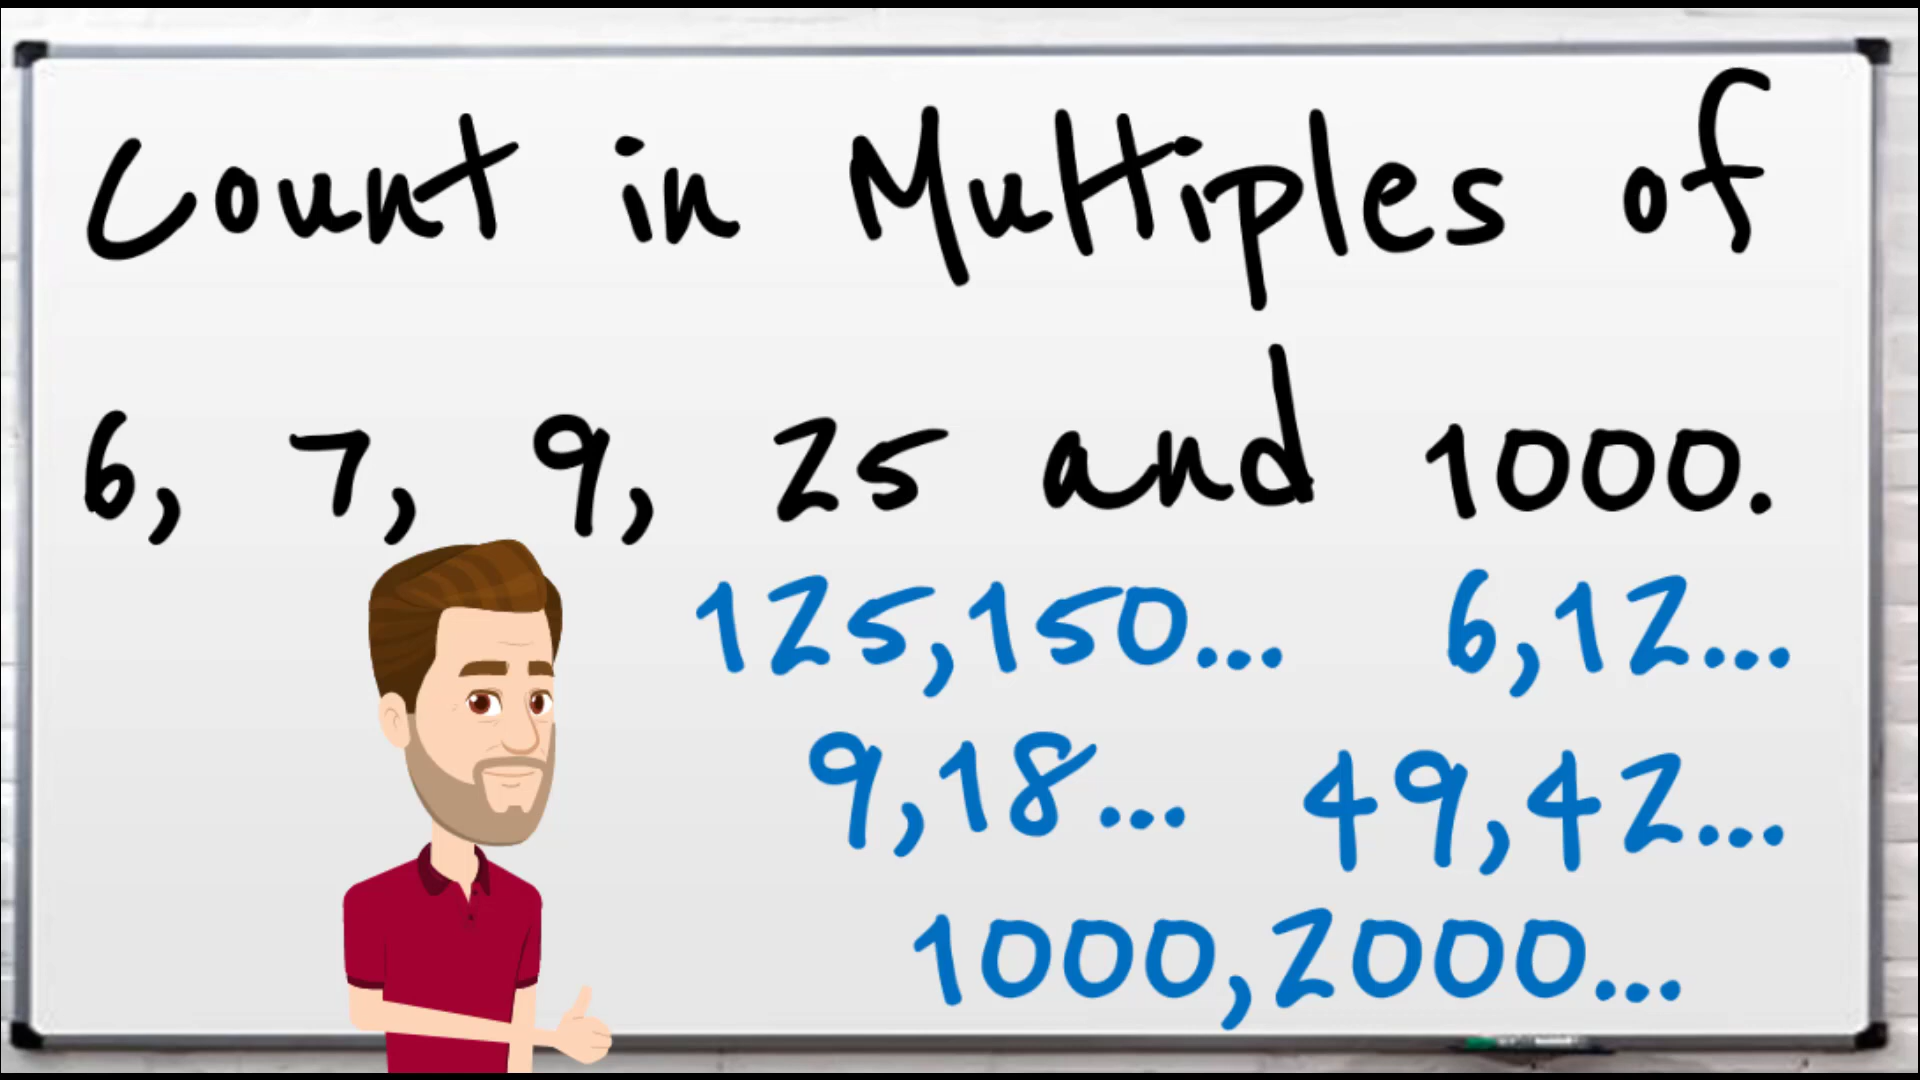 Count in Multiples of
6, 7, 9, 25 and 1000.
125,150... 6,12...
9,18... 49,42...
1000,2000...